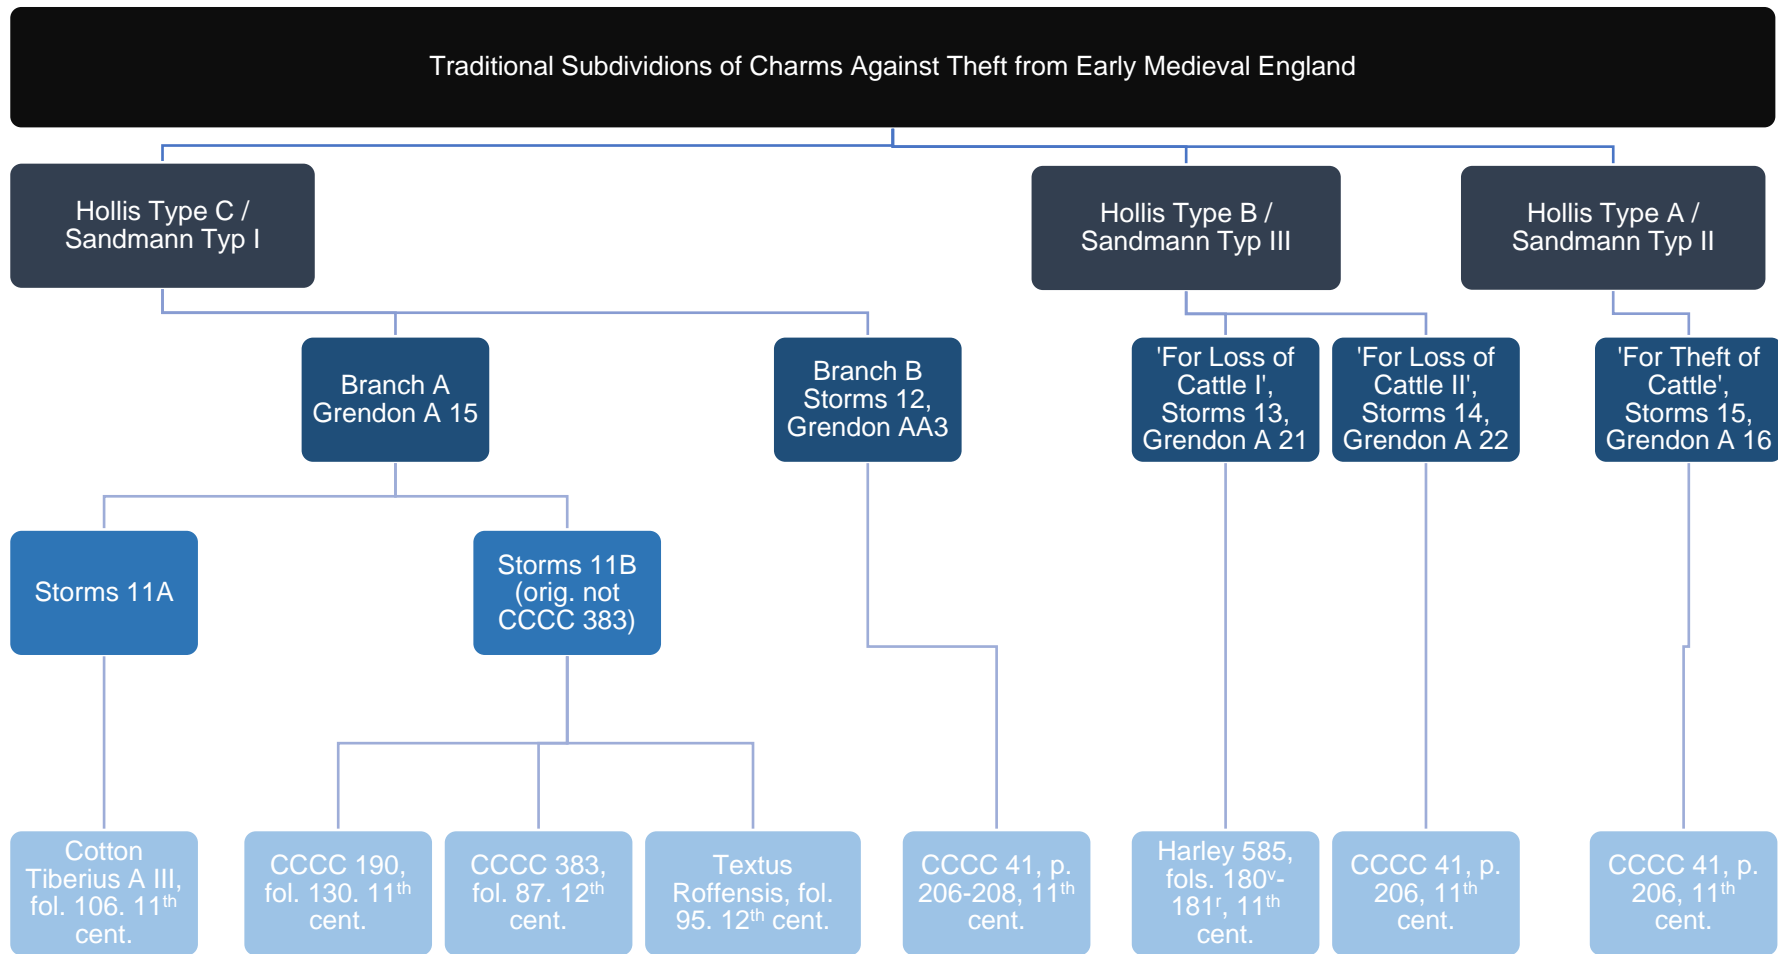 Traditional Subdividions of Charms Against Theft from Early Medieval England
Hollis Type C /
Sandmann Typ I
Hollis Type B /
Sandmann Typ III
Hollis Type A /
Sandmann Typ II
Branch A
Grendon A 15
Branch B
Storms 12,
Grendon AA3
'For Loss of
Cattle I',
Storms 13,
Grendon A 21
'For Loss of
Cattle II',
Storms 14,
Grendon A 22
'For Theft of
Cattle',
Storms 15,
Grendon A 16
Storms 11A
Storms 11B
(orig. not
CCCC 383)
Cotton
Tiberius A III,
fol. 106. 11th
cent.
CCCC 190,
fol. 130. 11th
cent.
CCCC 383,
fol. 87. 12th
cent.
Textus
Roffensis, fol.
95. 12th cent.
CCCC 41, p.
206-208, 11th
cent.
Harley 585,
fols. 180v-
181r, 11th
cent.
CCCC 41, p.
206, 11th
cent.
CCCC 41, p.
206, 11th
cent.